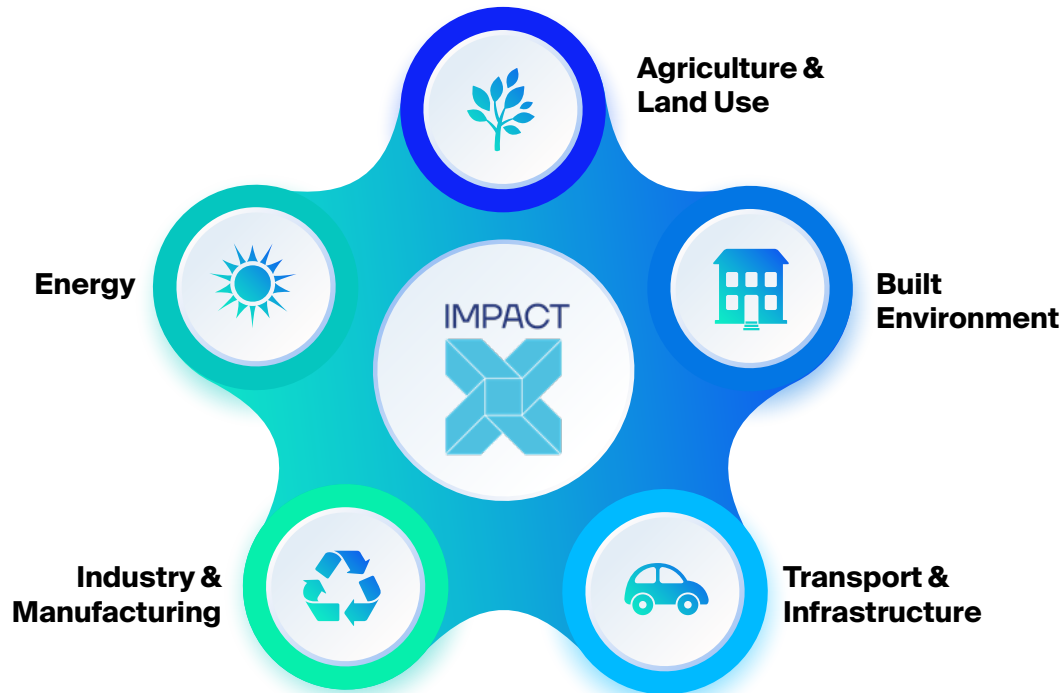 Agriculture &
Land Use
Energy
Built
Environment
IMPACT
X
Industry &
Manufacturing
Transport &
Infrastructure